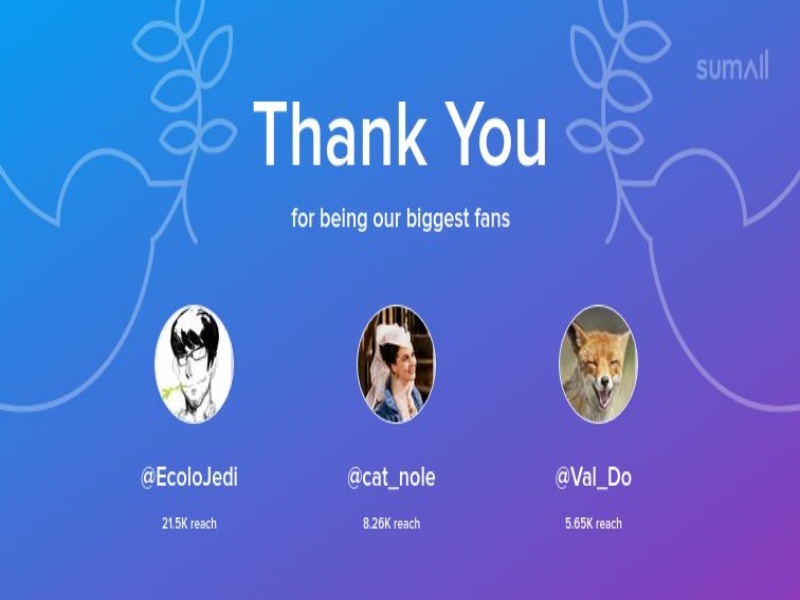 sumall
Thank You
for being our biggest fans
@EcoloJedi
@cat_nole
@Val_Do
21.5K reach
8.26K reach
5.65K reach